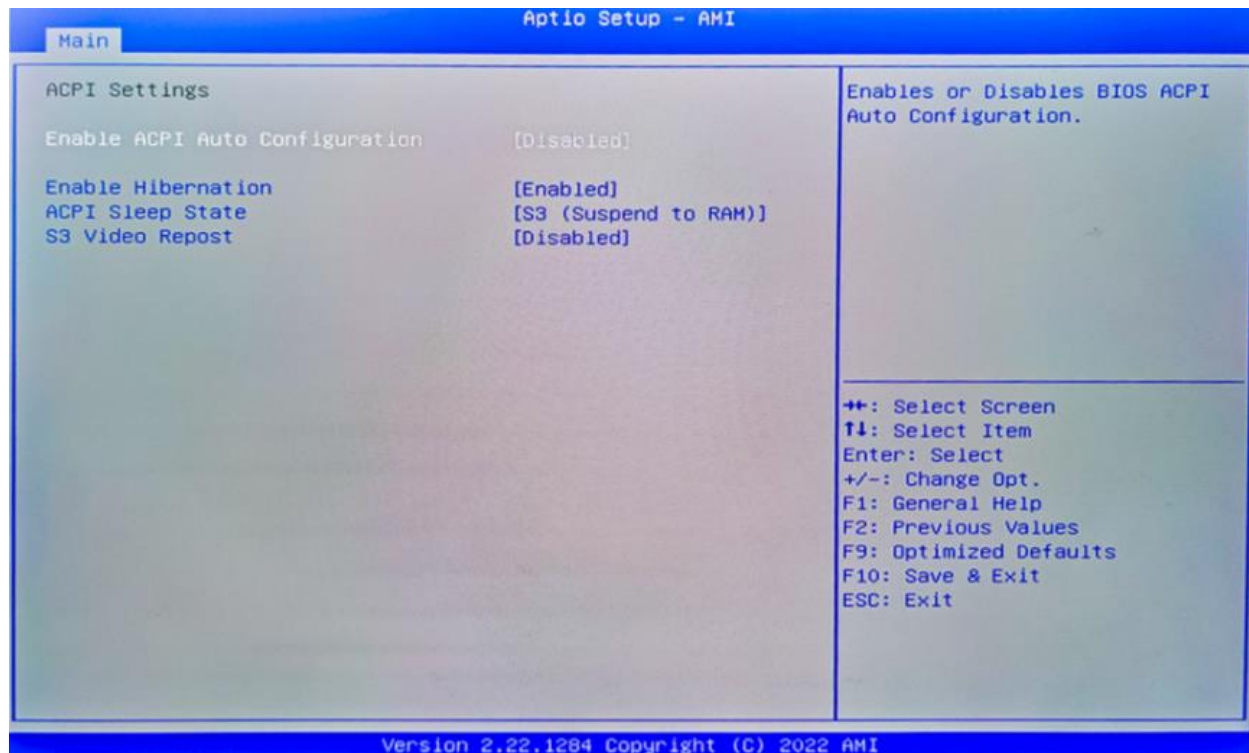 Aptio Setup - AMI
Main
ACPI Settings
Enable ACPI Auto Configuration [Disabled]
Enable Hibernation [Enabled]
ACPI Sleep State [S3 (Suspend to RAM)]
S3 Video Repost [Disabled]
Enables or Disables BIOS ACPI
Auto Configuration.
→←: Select Screen
↑↓: Select Item
Enter: Select
+/-: Change Opt.
F1: General Help
F2: Previous Values
F9: Optimized Defaults
F10: Save & Exit
ESC: Exit
Version 2.22.1284 Copyright (C) 2022 AMI